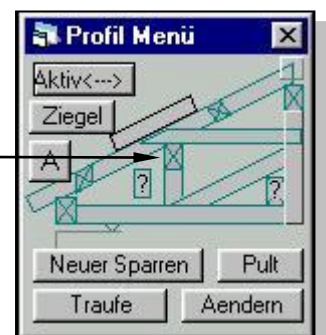 Profil Menü
Aktiv<--->
Ziegel
A
?
?
Neuer Sparren
Pult
Traufe
Aendern